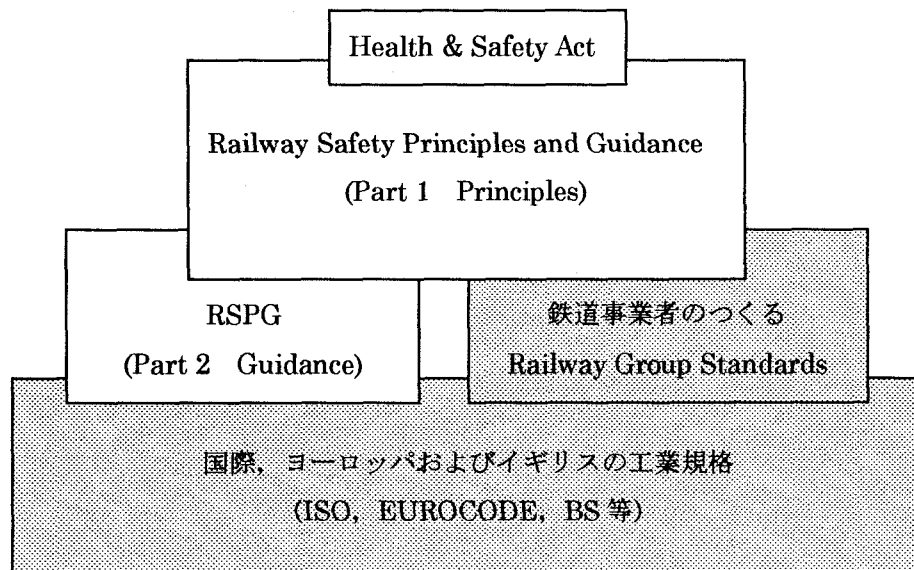 Health & Safety Act
Railway Safety Principles and Guidance
(Part 1 Principles)
RSPG
(Part 2 Guidance)
鉄道事業者のつくる
Railway Group Standards
国際，ヨーロッパおよびイギリスの工業規格
(ISO，EUROCODE，BS 等)